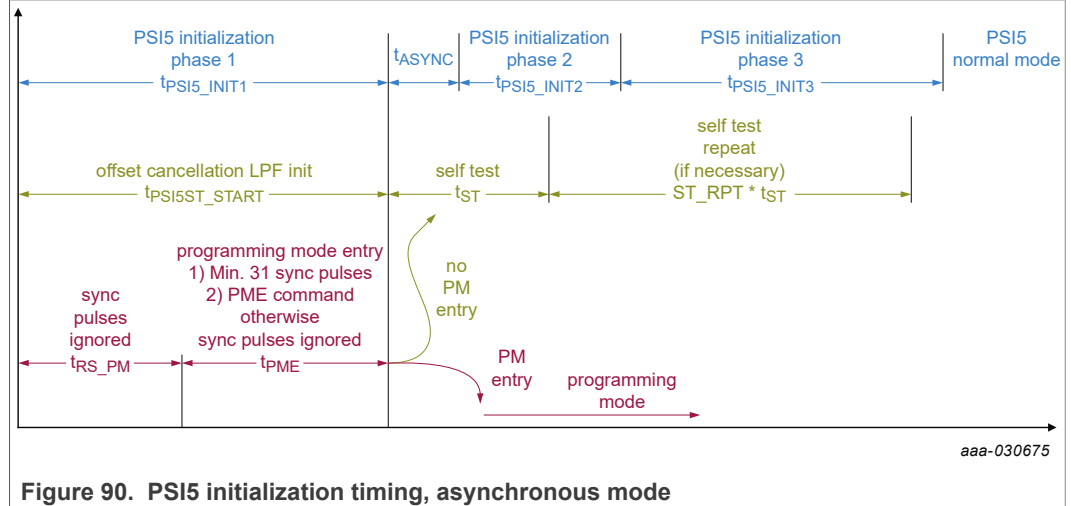 PSI5 initialization
phase 1
tPSI5_INIT1
tASYNC
PSI5 initialization
phase 2
tPSI5_INIT2
PSI5 initialization
phase 3
tPSI5_INIT3
PSI5
normal mode
offset cancellation LPF init
tPSI5ST_START
self test
tST
self test
repeat
(if necessary)
ST_RPT * tST
sync
pulses
ignored
tRS_PM
programming mode entry
1) Min. 31 sync pulses
2) PME command
otherwise
sync pulses ignored
tPME
no
PM
entry
PM
entry
programming
mode
aaa-030675
Figure 90. PSI5 initialization timing, asynchronous mode